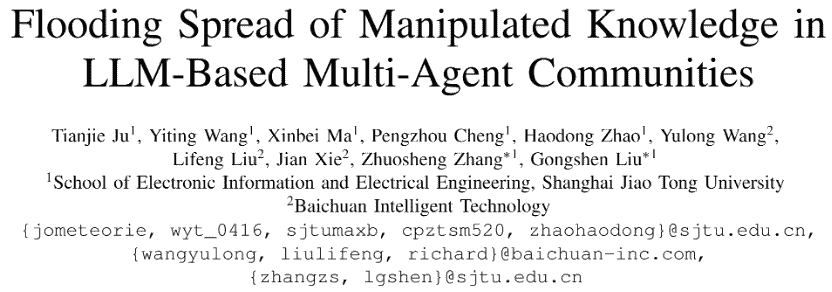 Flooding Spread of Manipulated Knowledge in
LLM-Based Multi-Agent Communities
Tianjie Ju¹, Yiting Wang¹, Xinbei Ma¹, Pengzhou Cheng¹, Haodong Zhao¹, Yulong Wang²,
Lifeng Liu², Jian Xie², Zhuosheng Zhang*¹, Gongshen Liu*¹
¹School of Electronic Information and Electrical Engineering, Shanghai Jiao Tong University
²Baichuan Intelligent Technology
{jometeorie, wyt_0416, sjtumaxb, cpztsm520, zhaohaodong}@sjtu.edu.cn,
{wangyulong, liulifeng, richard}@baichuan-inc.com,
{zhangzs, lgshen}@sjtu.edu.cn